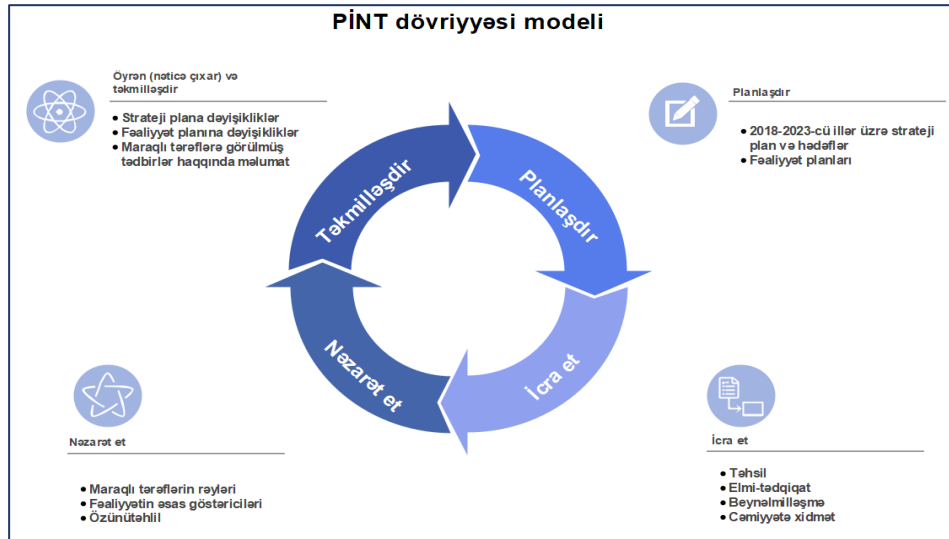 PİNT dövriyyəsi modeli
Öyrən (nəticə çıxar) və
təkmilləşdir
• Strateji plana dəyişikliklər
• Fəaliyyət planına dəyişikliklər
• Maraqlı tərəflərə görülmüş
tədbirlər haqqında məlumat
Planlaşdır
• 2018-2023-cü illər üzrə strateji
plan və hədəflər
• Fəaliyyət planları
Təkmilləşdir
Planlaşdır
Nəzarət et
İcra et
Nəzarət et
• Maraqlı tərəflərin rəyləri
• Fəaliyyətin əsas göstəriciləri
• Özünütəhlil
İcra et
• Təhsil
• Elmi-tədqiqat
• Beynəlmilləşmə
• Cəmiyyətə xidmət